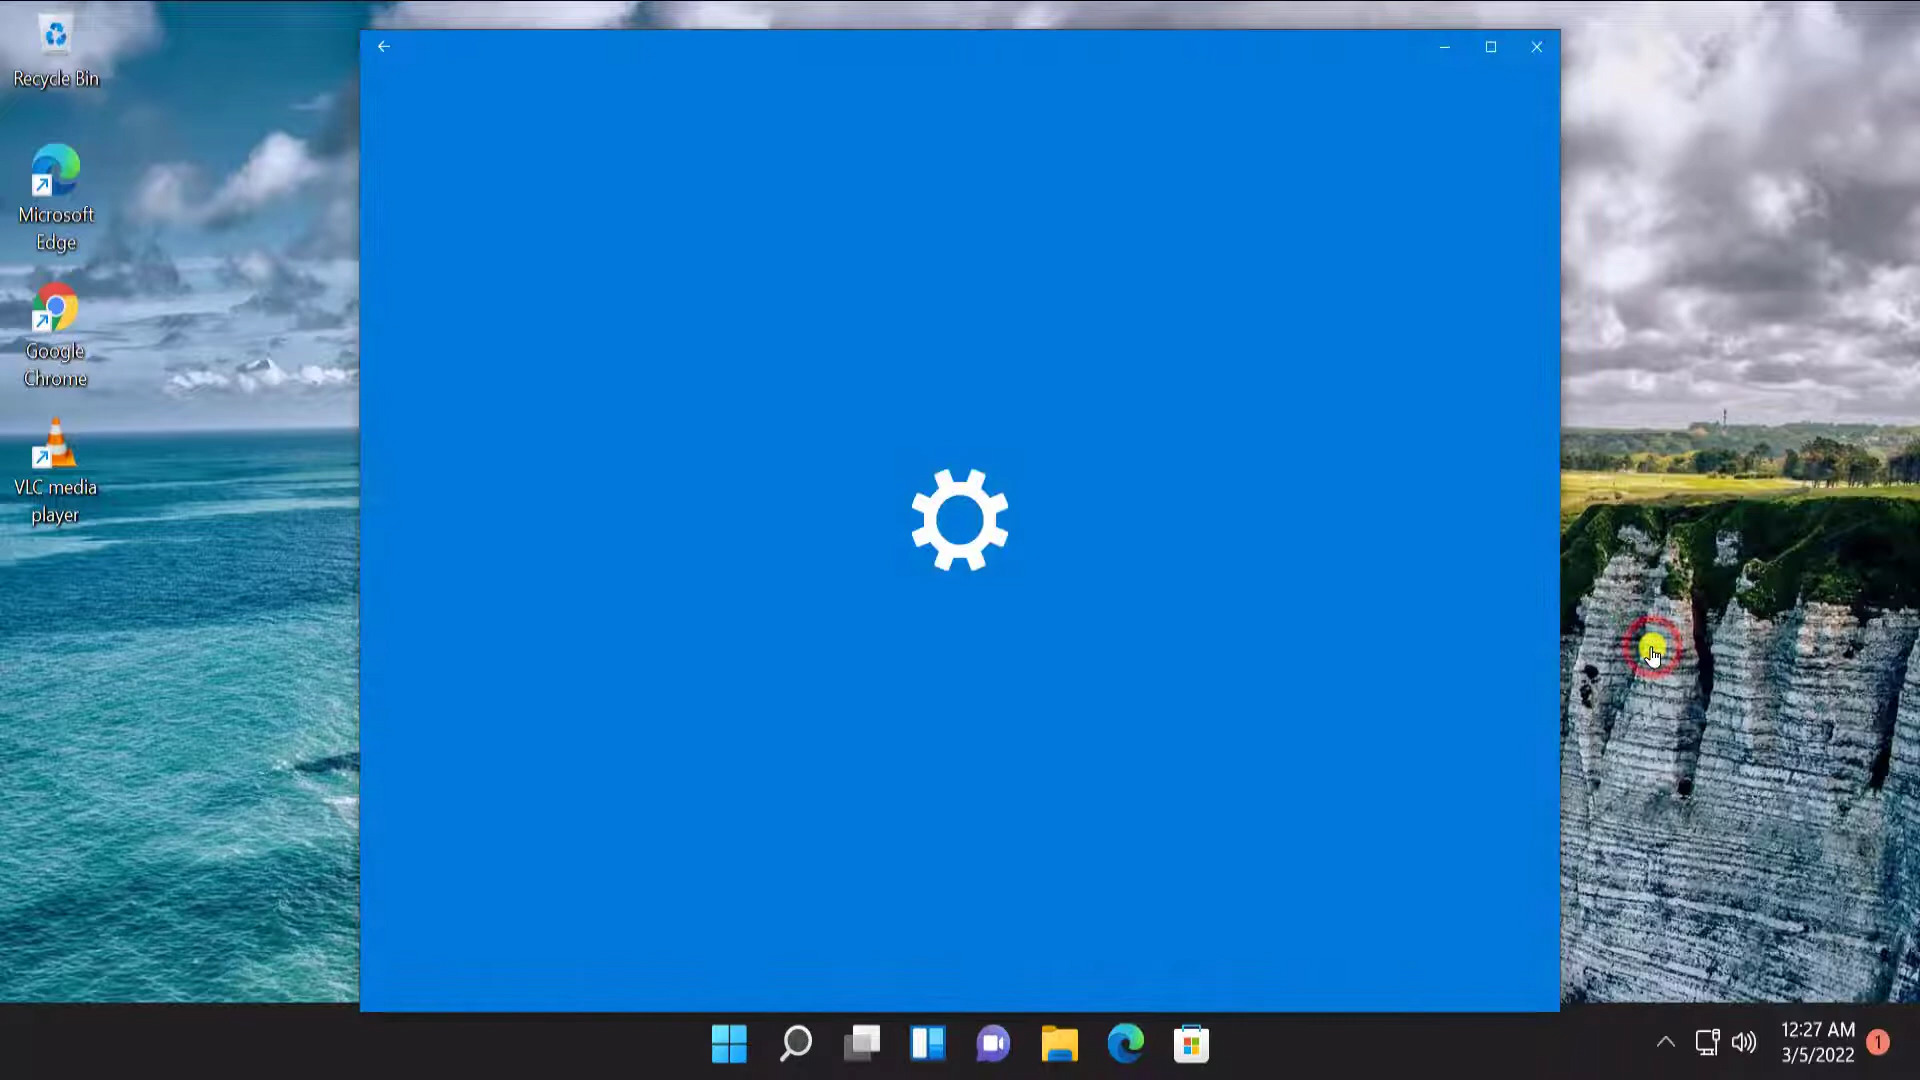 Recycle Bin
Microsoft
Edge
Google
Chrome
VLC media
player
12:27 AM
3/5/2022
1